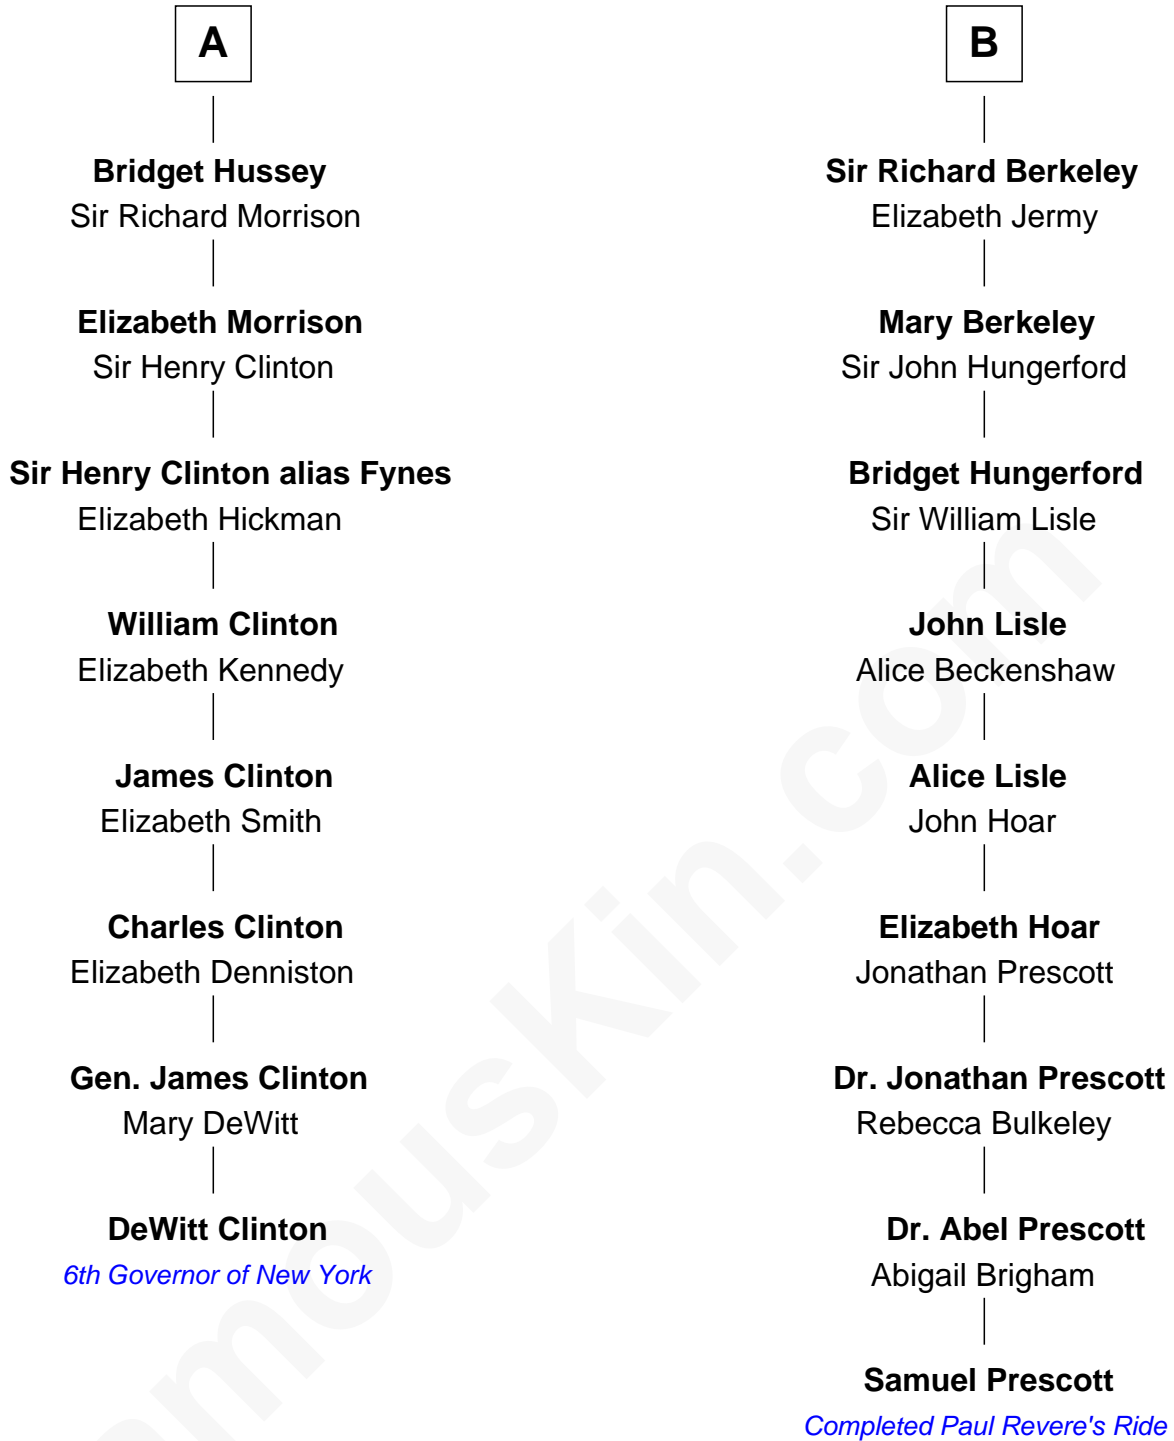 A
Bridget Hussey
Sir Richard Morrison
Elizabeth Morrison
Sir Henry Clinton
Sir Henry Clinton alias Fynes
Elizabeth Hickman
William Clinton
Elizabeth Kennedy
James Clinton
Elizabeth Smith
Charles Clinton
Elizabeth Denniston
Gen. James Clinton
Mary DeWitt
DeWitt Clinton
6th Governor of New York
B
Sir Richard Berkeley
Elizabeth Jermy
Mary Berkeley
Sir John Hungerford
Bridget Hungerford
Sir William Lisle
John Lisle
Alice Beckenshaw
Alice Lisle
John Hoar
Elizabeth Hoar
Jonathan Prescott
Dr. Jonathan Prescott
Rebecca Bulkeley
Dr. Abel Prescott
Abigail Brigham
Samuel Prescott
Completed Paul Revere's Ride
amousKin.com